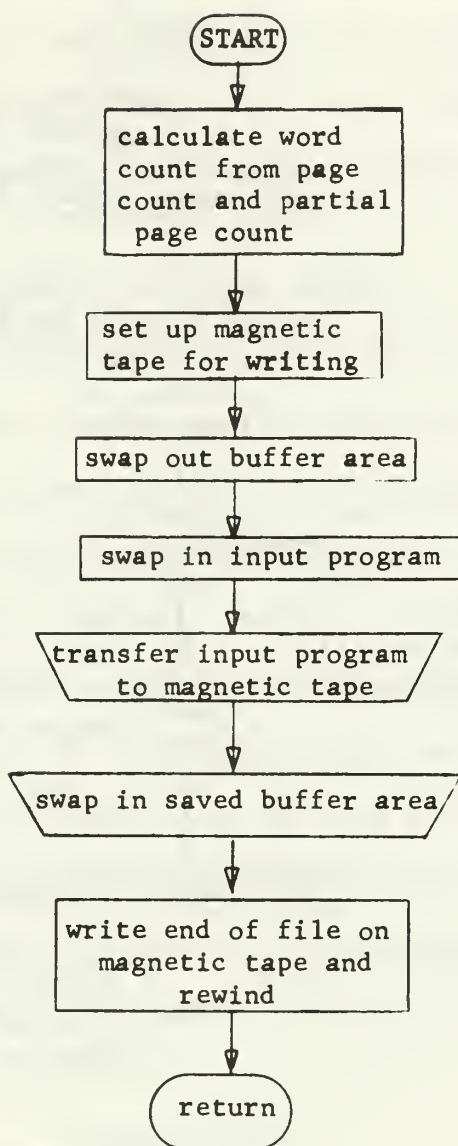 START
calculate word
count from page
count and partial
page count
set up magnetic
tape for writing
swap out buffer area
swap in input program
transfer input program
to magnetic tape
swap in saved buffer area
write end of file on
magnetic tape and
rewind
return